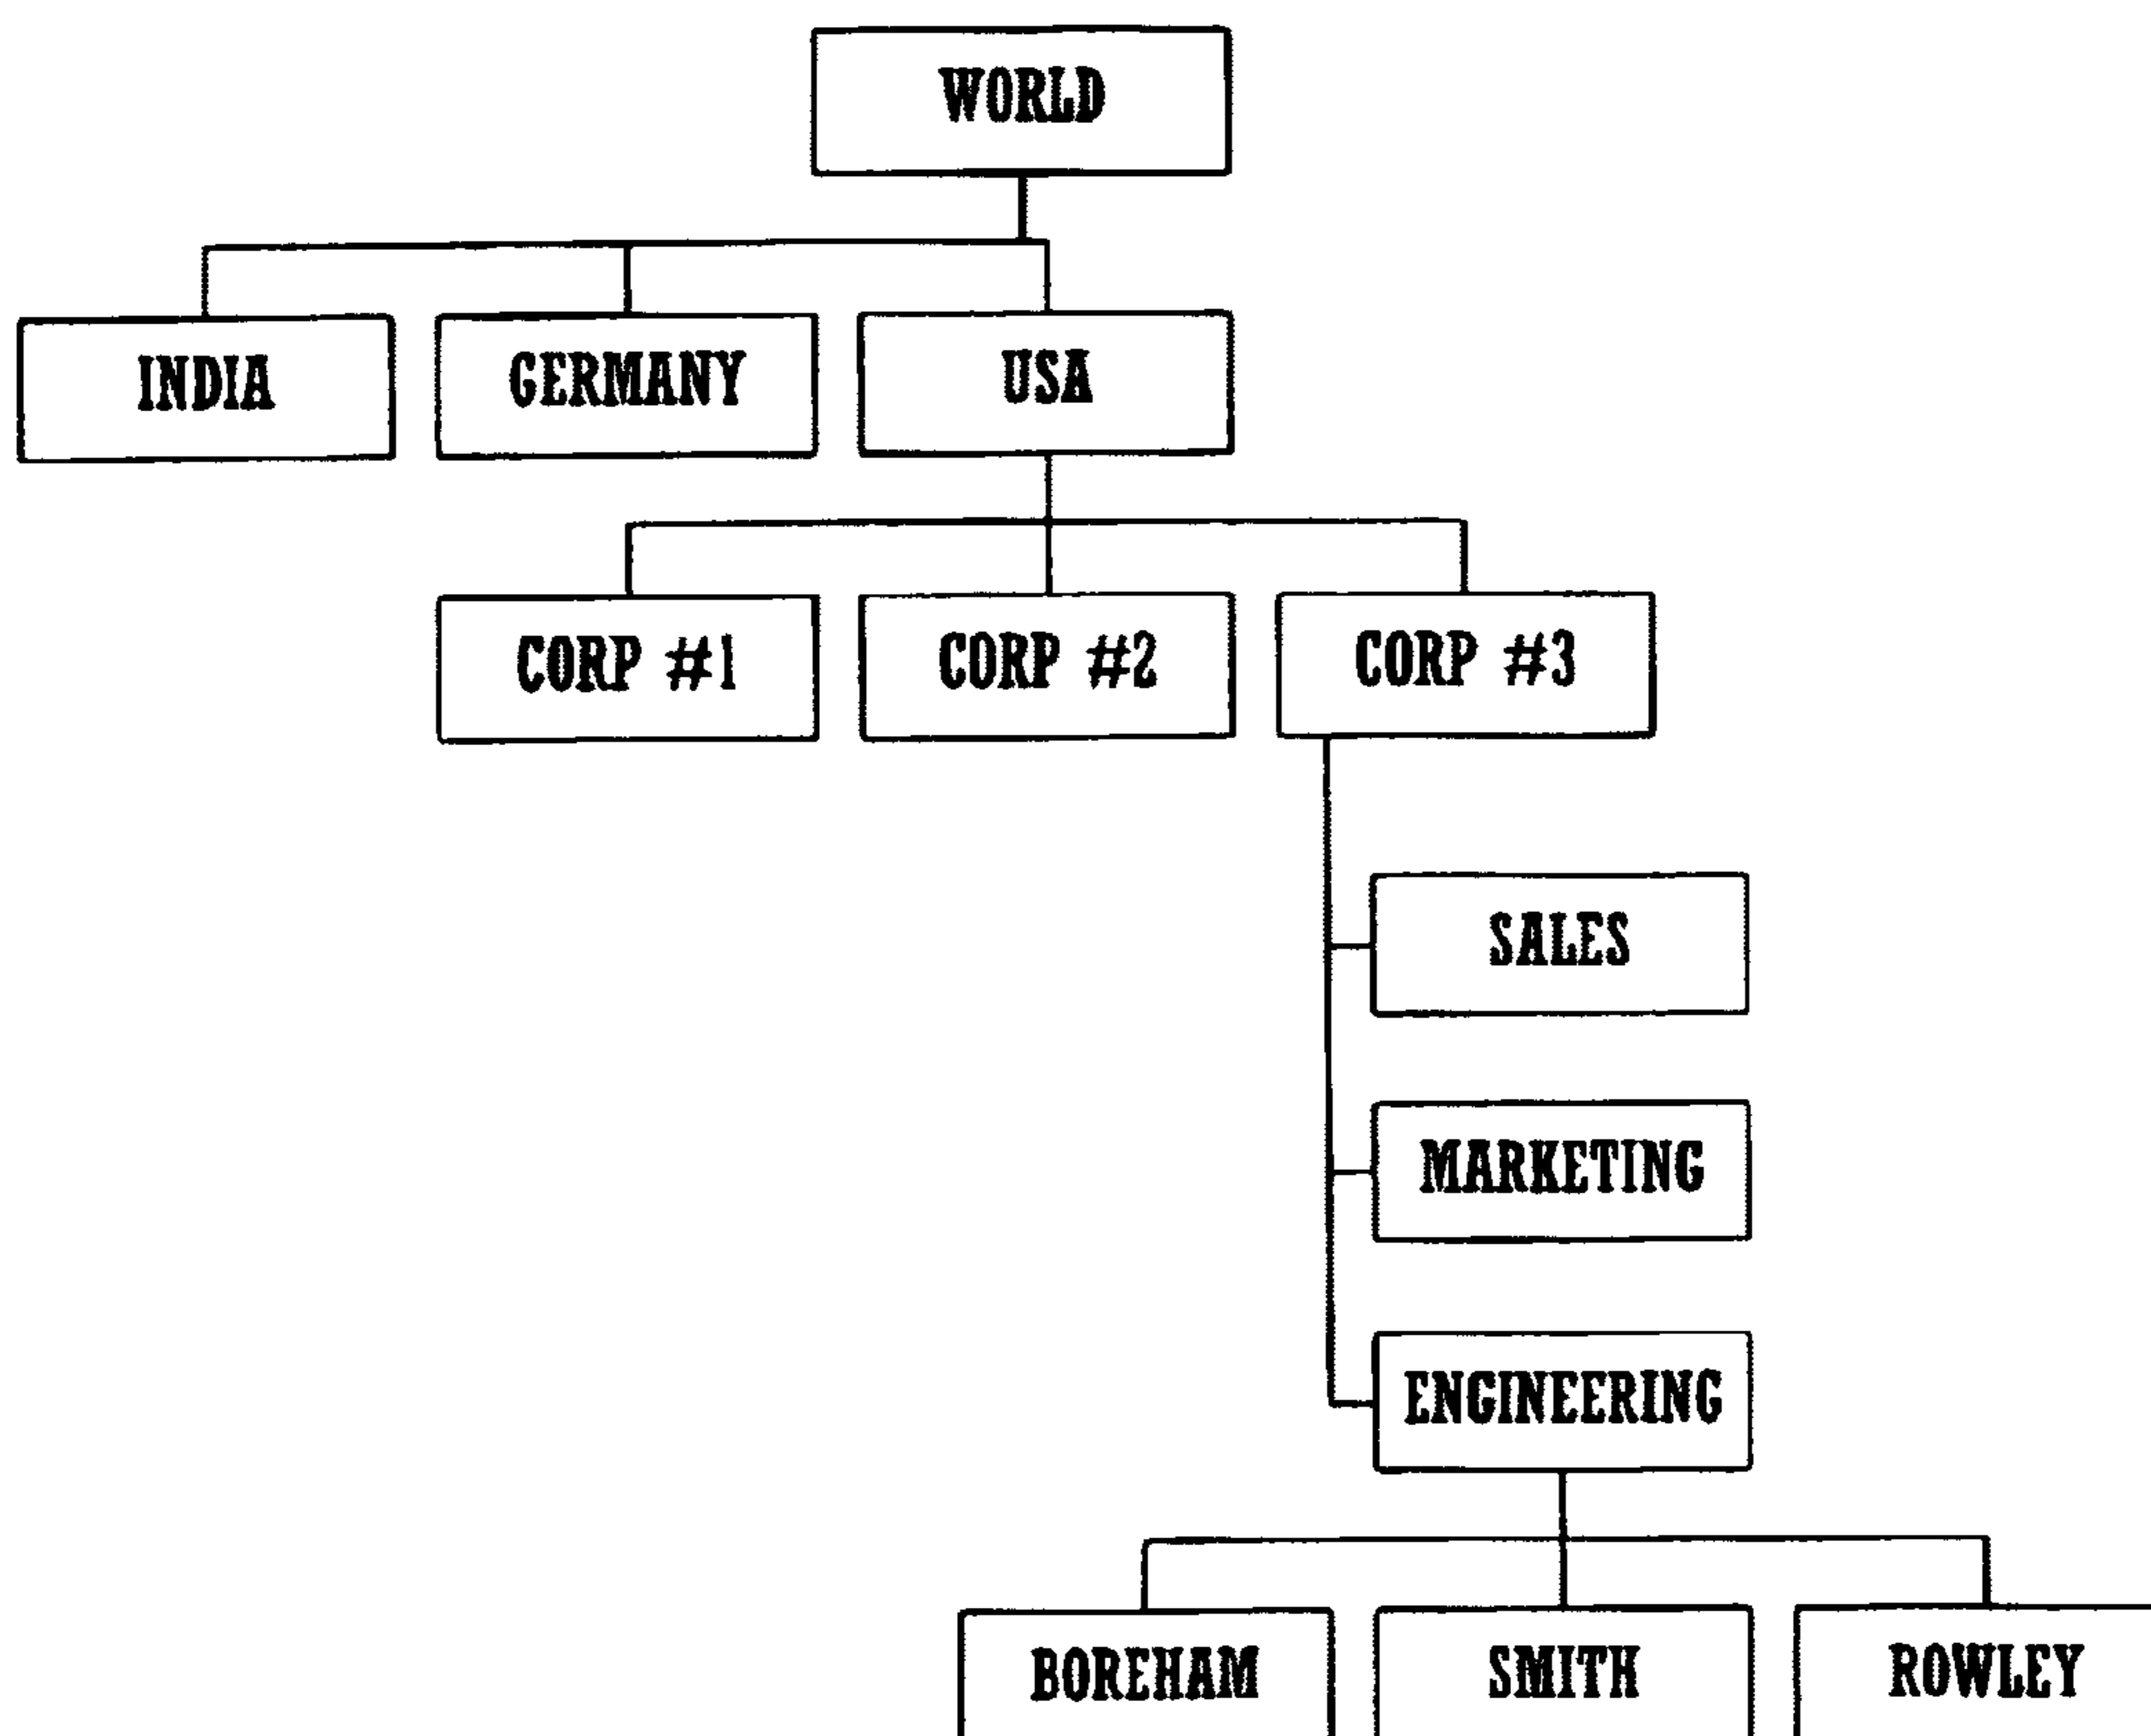 WORLD
INDIA GERMANY USA
CORP #1 CORP #2 CORP #3
SALES
MARKETING
ENGINEERING
BOREHAM SMITH ROWLEY